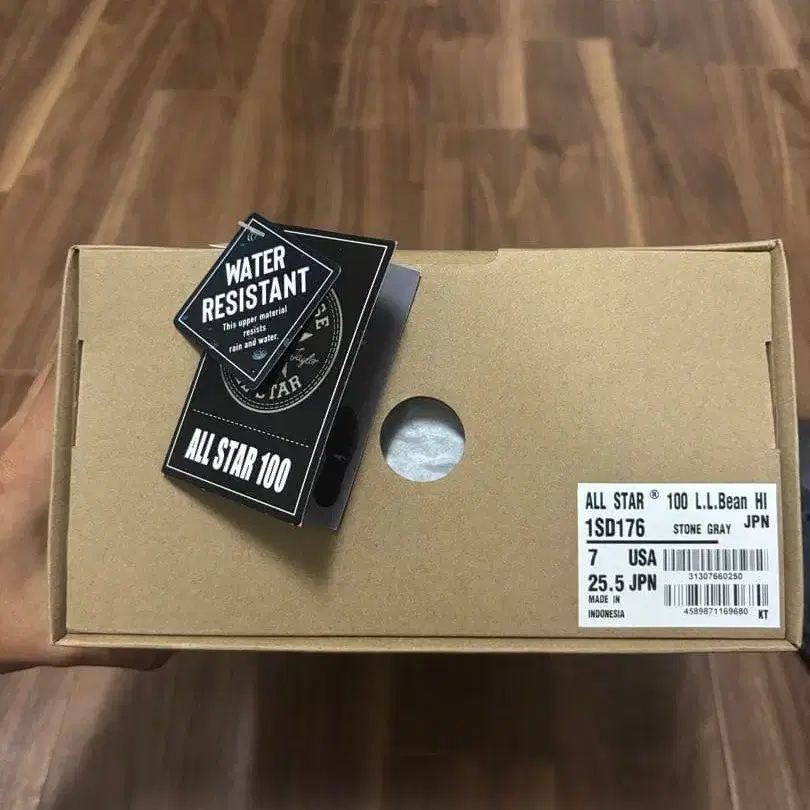 WATER
RESISTANT
This upper material
resists
rain and water.
STAR
ALL STAR 100
ALL STAR ® 100 L.L.Bean HI
1SD176 STONE GRAY JPN
7 USA
31307660250
25.5 JPN
MADE IN
INDONESIA
4589871169680 KT